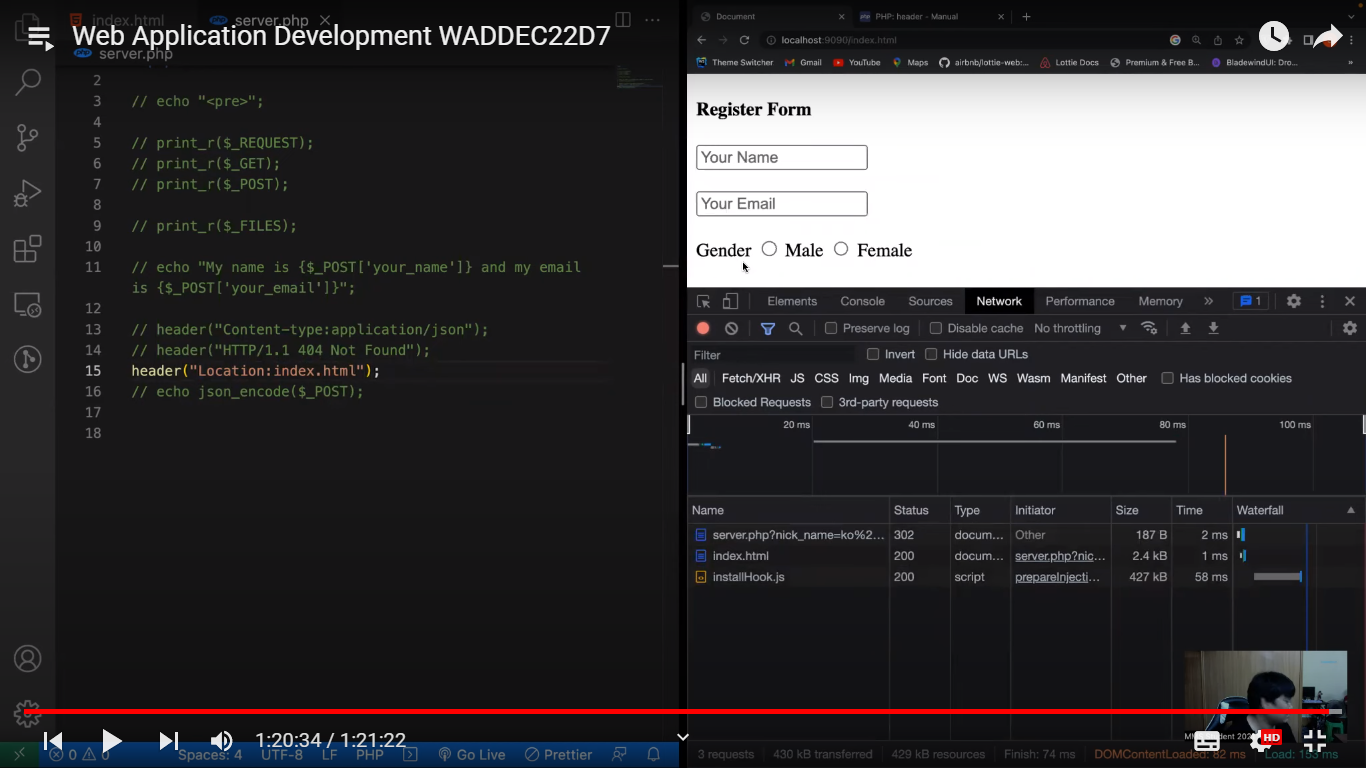 index.html
server.php
Web Application Development WADDEC22D7
server.php
2
3 // echo "<pre>";
4
5 // print_r($_REQUEST);
6 // print_r($_GET);
7 // print_r($_POST);
8
9 // print_r($_FILES);
10
11 // echo "My name is {$_POST['your_name']} and my email
is {$_POST['your_email']}";
12
13 // header("Content-type:application/json");
14 // header("HTTP/1.1 404 Not Found");
15 header("Location:index.html");
16 // echo json_encode($_POST);
17
18
Document
PHP: header - Manual
localhost:9090/index.html
Theme Switcher Gmail YouTube Maps airbnb/lottie-web:... Lottie Docs Premium & Free B... BladewindUI: Dro...
Register Form
Your Name
Your Email
Gender Male Female
Elements Console Sources Network Performance Memory 1
Preserve log Disable cache No throttling
Filter Invert Hide data URLs
All Fetch/XHR JS CSS Img Media Font Doc WS Wasm Manifest Other Has blocked cookies
Blocked Requests 3rd-party requests
20 ms 40 ms 60 ms 80 ms 100 ms
Name Status Type Initiator Size Time Waterfall
server.php?nick_name=ko%2... 302 docum... Other 187 B 2 ms
index.html 200 docum... server.php?nic... 2.4 kB 1 ms
installHook.js 200 script prepareInjecti... 427 kB 58 ms
1:20:34 / 1:21:22
HD
0 0 Spaces: 4 UTF-8 LF PHP Go Live Prettier
3 requests 430 kB transferred 429 kB resources Finish: 74 ms DOMContentLoaded: 82 ms Load: